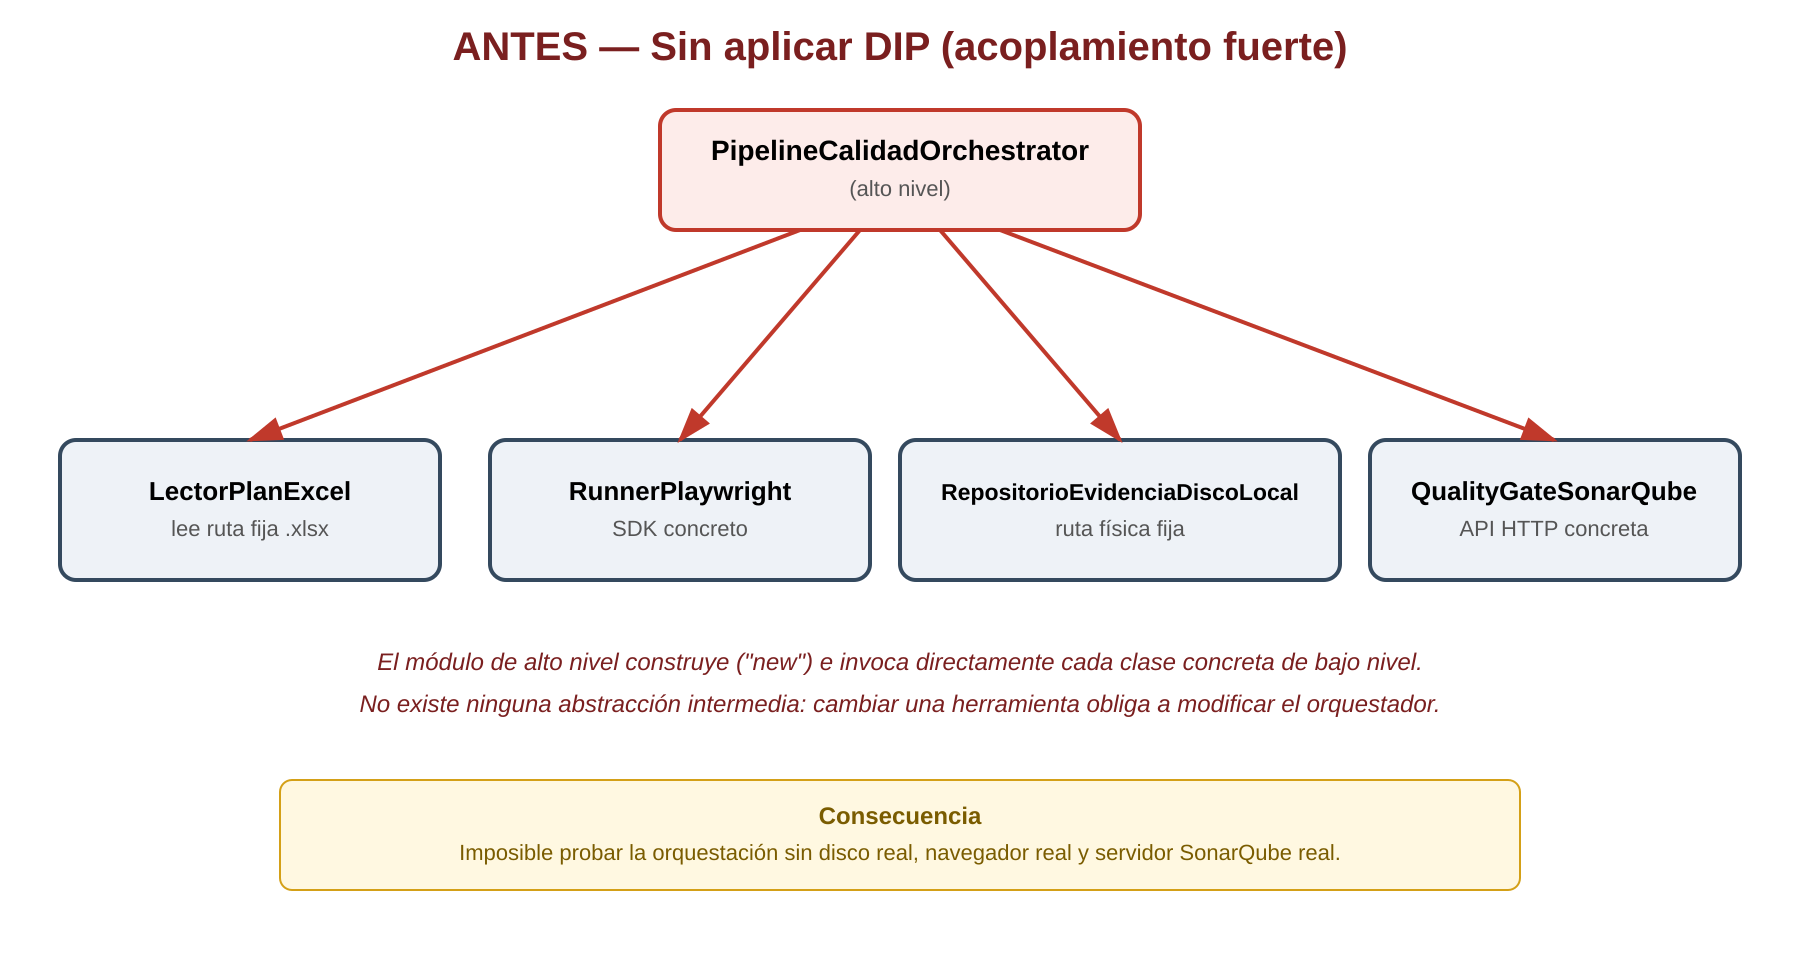 ANTES — Sin aplicar DIP (acoplamiento fuerte)
PipelineCalidadOrchestrator
(alto nivel)
LectorPlanExcel
lee ruta fija .xlsx
RunnerPlaywright
SDK concreto
RepositorioEvidenciaDiscoLocal
ruta física fija
QualityGateSonarQube
API HTTP concreta
El módulo de alto nivel construye ("new") e invoca directamente cada clase concreta de bajo nivel.
No existe ninguna abstracción intermedia: cambiar una herramienta obliga a modificar el orquestador.
Consecuencia
Imposible probar la orquestación sin disco real, navegador real y servidor SonarQube real.